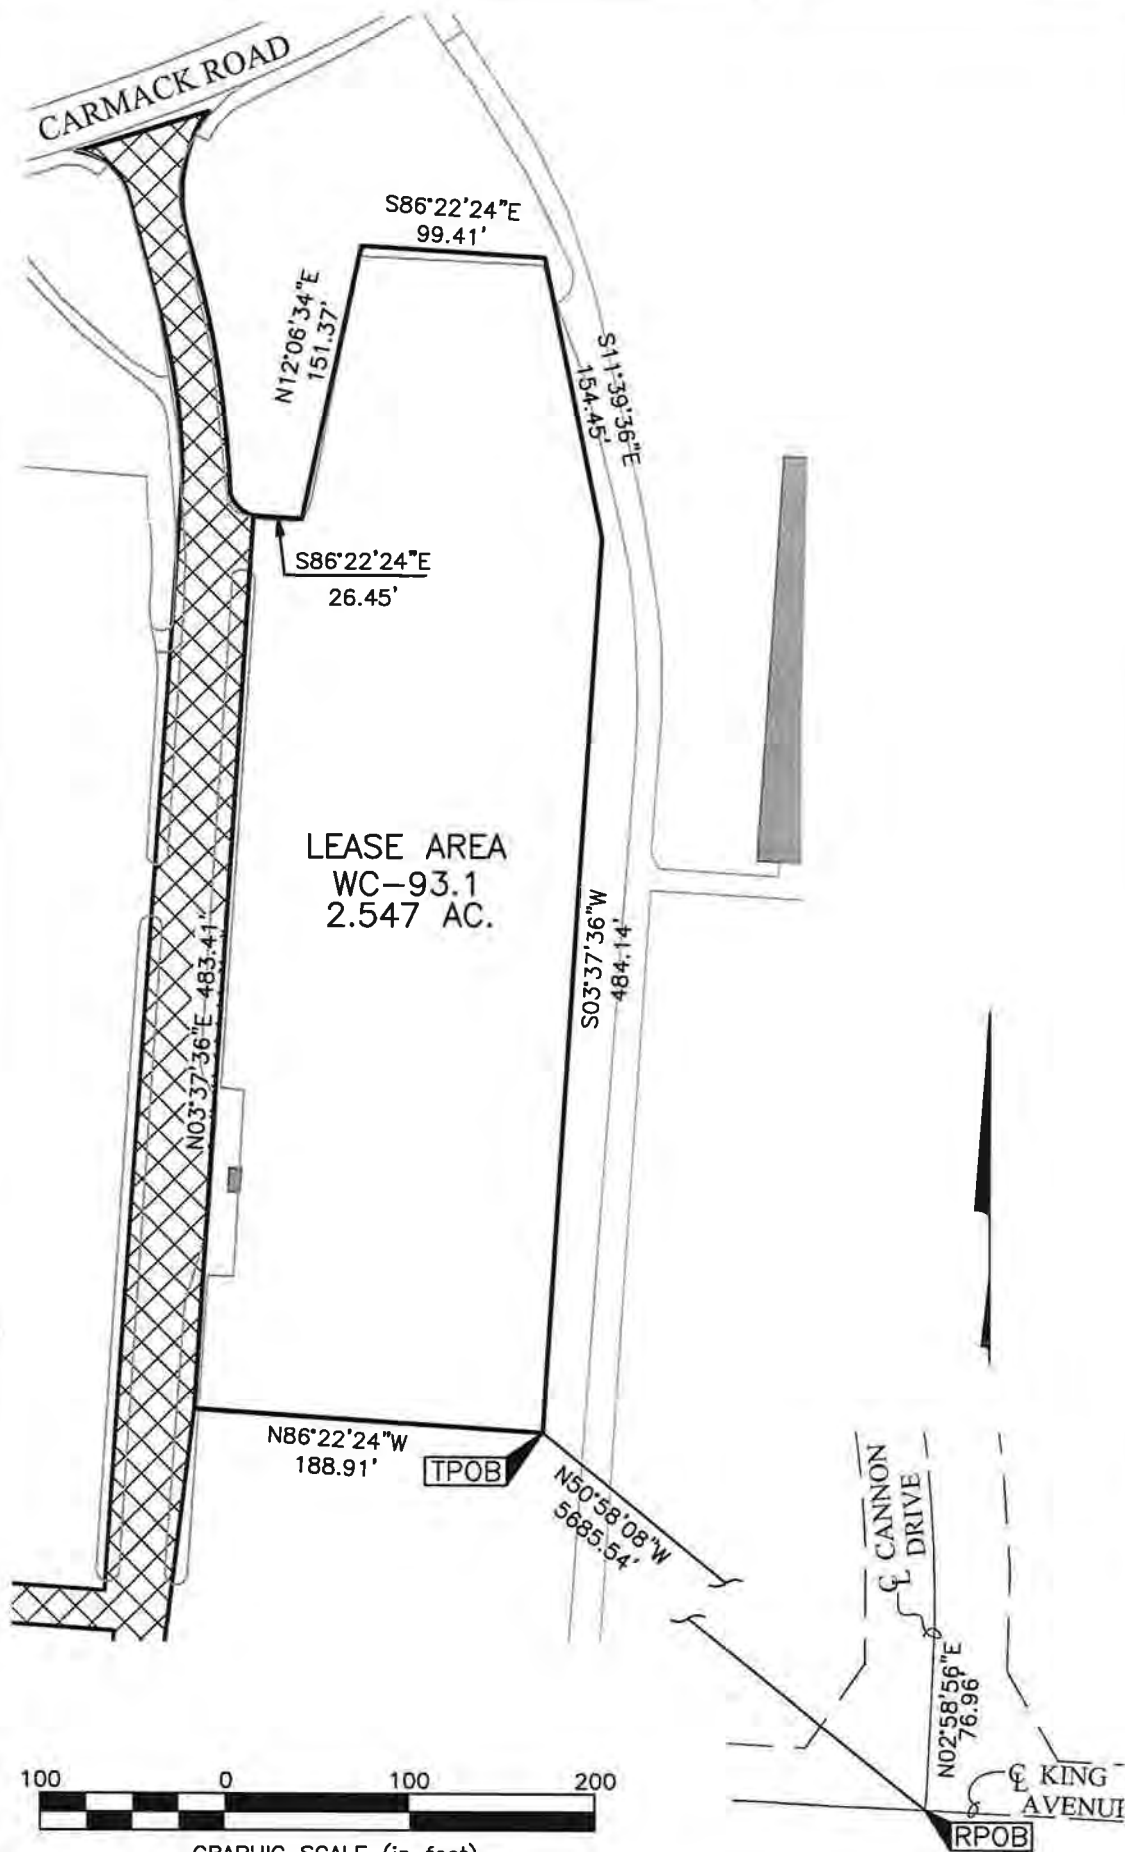 CARMACK ROAD
S86°22'24"E
99.41'
N12°06'34"E
151.37'
S11°39'36"E
154.45'
S86°22'24"E
26.45'
LEASE AREA
WC-93.1
2.547 AC.
N03°37'36"E 483.41'
S03°37'36"W
484.14'
N86°22'24"W
188.91'
TPOB
N50°58'08"W
5685.54'
℄ CANNON
DRIVE
N02°58'56"E
76.96'
℄ KING
AVENUE
RPOB
100 0 100 200
GRAPHIC SCALE (in feet)